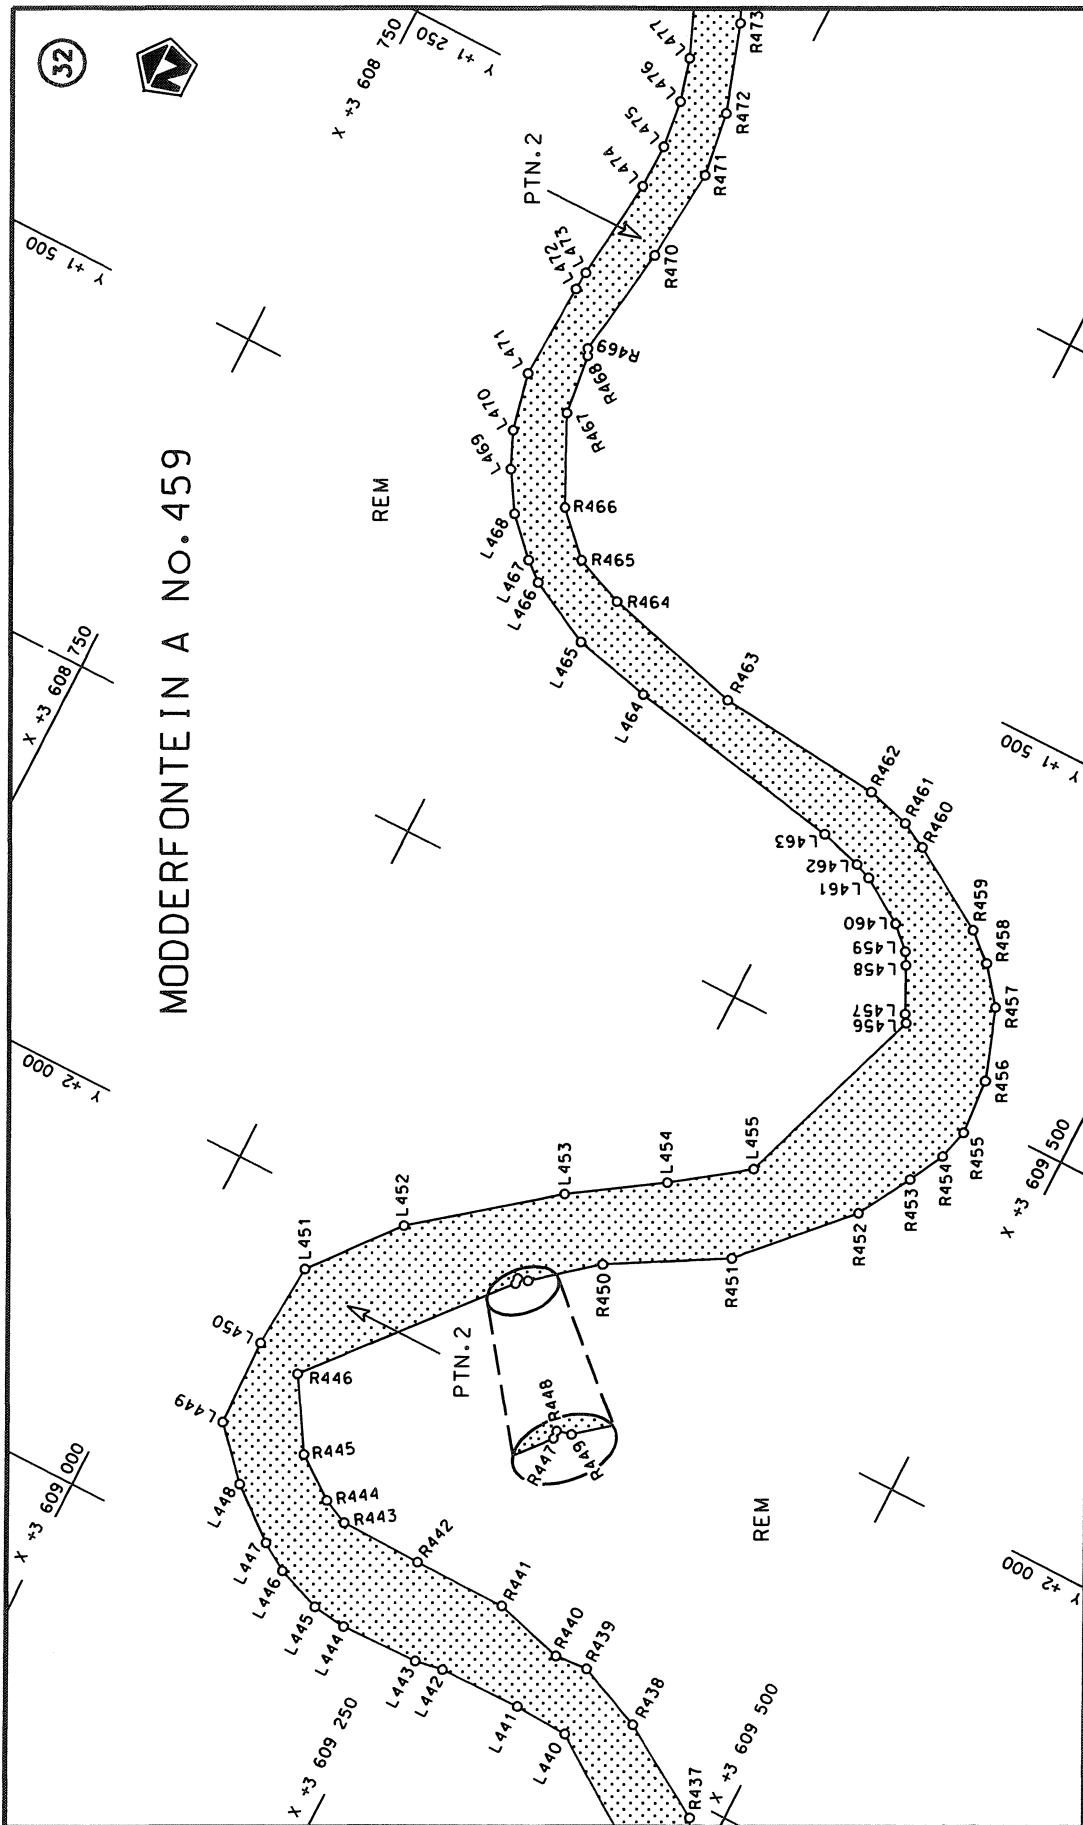 32
N
MODDERFONTEIN A No. 459
X +3 608 750
Y +1 250
Y +1 500
X +3 608 750
Y +2 000
X +3 609 000
X +3 609 250
X +3 609 500
Y +2 000
X +3 609 500
Y +1 500
REM
REM
PTN. 2
PTN. 2
L440
L441
L442
L443
L444
L445
L446
L447
L448
L449
L450
L451
L452
L453
L454
L455
L456
L457
L458
L459
L460
L461
L462
L463
L464
L465
L466
L467
L468
L469
L470
L471
L472
L473
L474
L475
L476
L477
R437
R438
R439
R440
R441
R442
R443
R444
R445
R446
R447
R448
R449
R450
R451
R452
R453
R454
R455
R456
R457
R458
R459
R460
R461
R462
R463
R464
R465
R466
R467
R468
R469
R470
R471
R472
R473